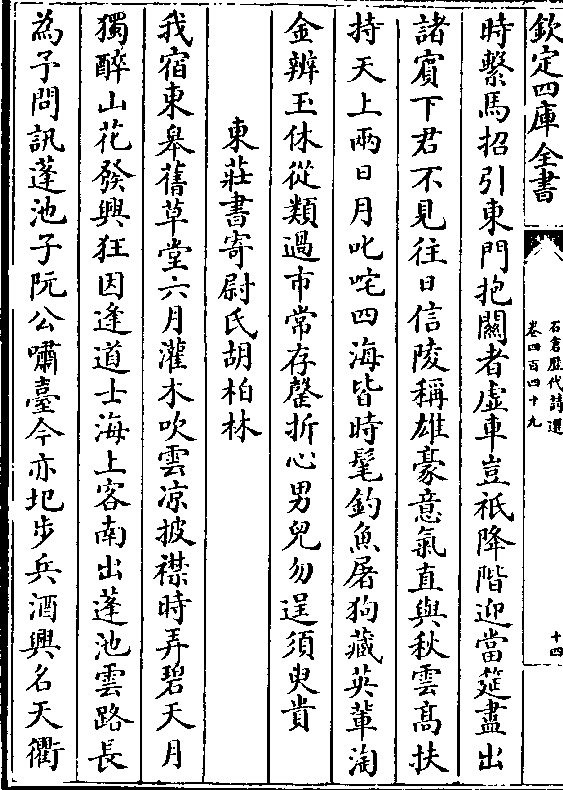 欽定四庫全書
石倉歷代詩選
卷四百四十九
十四
時繫馬招引東門抱關者虛車豈祇降階迎當筵盡出
諸賔下君不見往日信陵稱雄豪意氣直與秋雲髙扶
持天上兩日月叱咤四海皆時髦釣魚屠狗藏英軰淘
金辨玉休從類過市常存罄折心男兒勿逞須臾貴
東莊書寄尉氏胡柏林
我宿東皋舊草堂六月灌木吹雲凉披襟時弄碧天月
獨醉山花發興狂因逢道士海上客南出蓬池雲路長
為予問訊蓬池子阮公嘯臺今亦圯步兵酒興名天衢